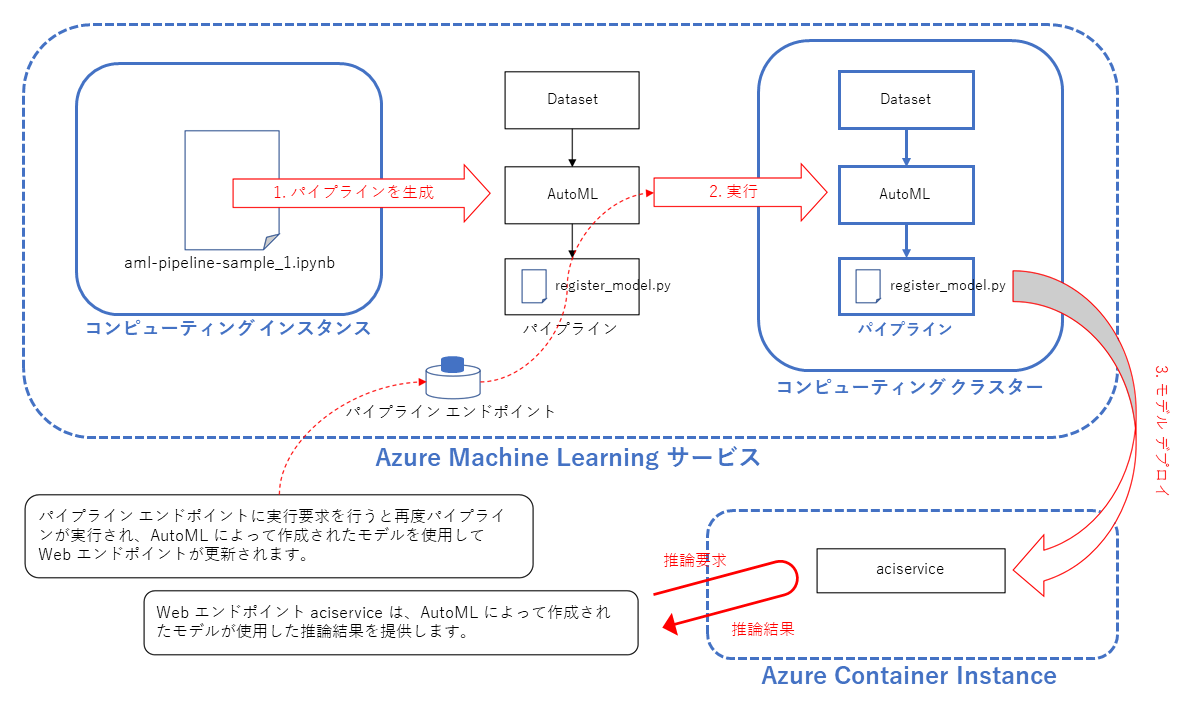 Dataset
AutoML
register_model.py
パイプライン
1. パイプラインを生成
aml-pipeline-sample_1.ipynb
コンピューティング インスタンス
2. 実行
Dataset
AutoML
register_model.py
パイプライン
コンピューティング クラスター
パイプライン エンドポイント
3. モデル デプロイ
Azure Machine Learning サービス
パイプライン エンドポイントに実行要求を行うと再度パイプライ
ンが実行され、AutoML によって作成されたモデルを使用して
Web エンドポイントが更新されます。
推論要求
aciservice
Web エンドポイント aciservice は、AutoML によって作成され
たモデルが使用した推論結果を提供します。
推論結果
Azure Container Instance